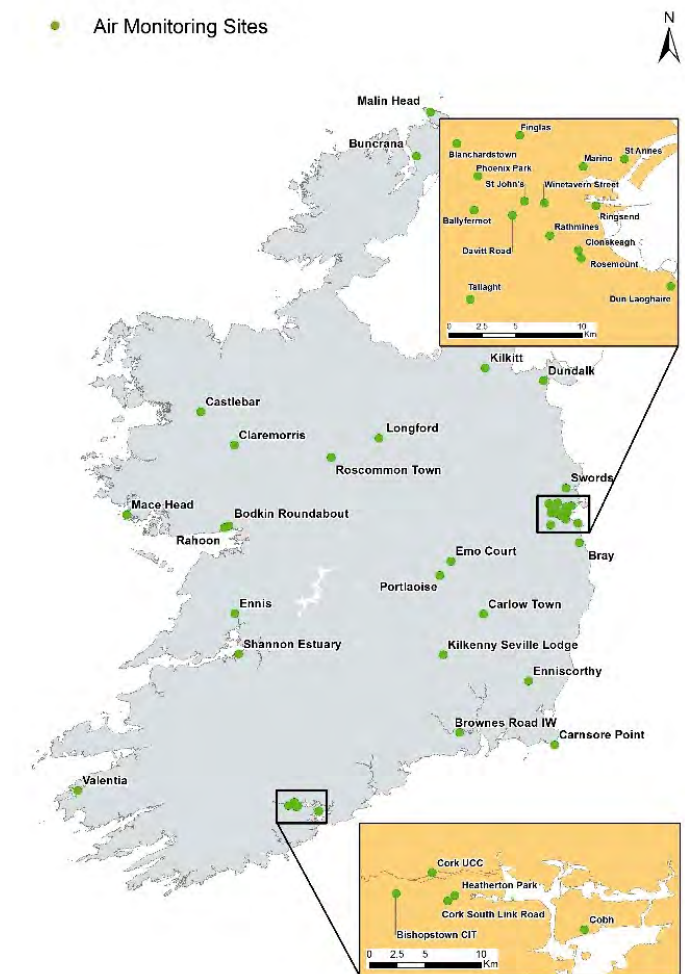 Air Monitoring Sites
N
Malin Head
Buncrana
Finglas
Blanchardstown
St Annes
Marino
Phoenix Park
St John's
Winetavern Street
Ringsend
Ballyfermot
Rathmines
Davitt Road
Clonskeagh
Rosemount
Tallaght
Dun Laoghaire
0 2.5 5 10
Km
Kilkitt
Dundalk
Castlebar
Claremorris
Longford
Roscommon Town
Swords
Mace Head
Bodkin Roundabout
Rahoon
Bray
Emo Court
Portlaoise
Ennis
Carlow Town
Shannon Estuary
Kilkenny Seville Lodge
Enniscorthy
Brownes Road IW
Carnsore Point
Valentia
Cork UCC
Heatherton Park
Cork South Link Road
Cobh
Bishopstown CIT
0 2.5 5 10
Km